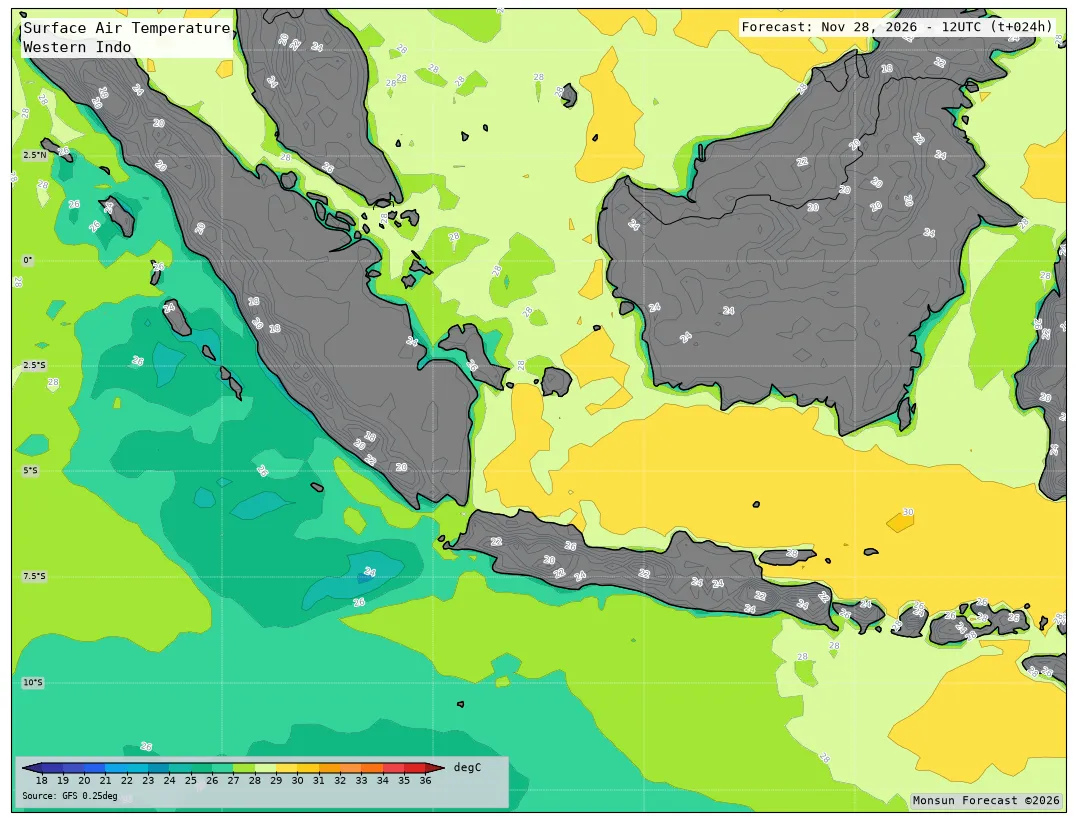 Surface Air Temperature
Western Indo
Forecast: Nov 28, 2026 - 12UTC (t+024h)
2.5°N
0°
2.5°S
5°S
7.5°S
10°S
30
degC
18 19 20 21 22 23 24 25 26 27 28 29 30 31 32 33 34 35 36
Source: GFS 0.25deg
Monsun Forecast ©2026